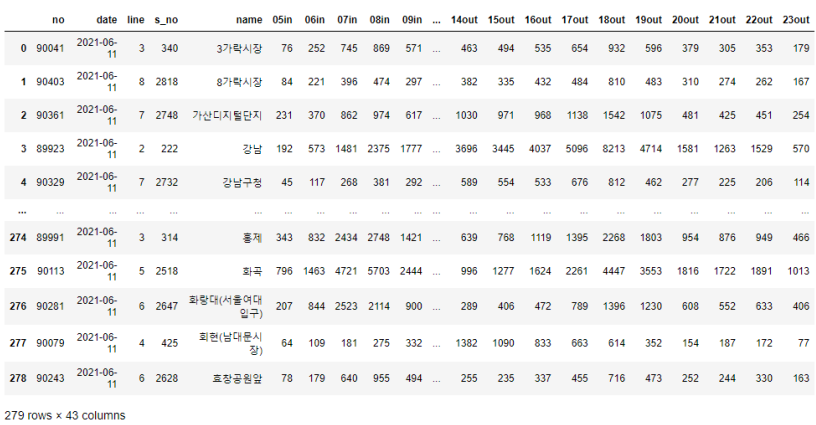 no date line s_no name 05in 06in 07in 08in 09in ... 14out 15out 16out 17out 18out 19out 20out 21out 22out 23out
0 90041 2021-06-11 3 340 3가락시장 76 252 745 869 571 ... 463 494 535 654 932 596 379 305 353 179
1 90403 2021-06-11 8 2818 8가락시장 84 221 396 474 297 ... 382 335 432 484 810 483 310 274 262 167
2 90361 2021-06-11 7 2748 가산디지털단지 231 370 862 974 617 ... 1030 971 968 1138 1542 1075 481 425 451 254
3 89923 2021-06-11 2 222 강남 192 573 1481 2375 1777 ... 3696 3445 4037 5096 8213 4714 1581 1263 1529 570
4 90329 2021-06-11 7 2732 강남구청 45 117 268 381 292 ... 589 554 533 676 812 462 277 225 206 114
... ... ... ... ... ... ... ... ... ... ... ... ... ... ... ... ... ... ... ... ... ...
274 89991 2021-06-11 3 314 홍제 343 832 2434 2748 1421 ... 639 768 1119 1395 2268 1803 954 876 949 466
275 90113 2021-06-11 5 2518 화곡 796 1463 4721 5703 2444 ... 996 1277 1624 2261 4447 3553 1816 1722 1891 1013
276 90281 2021-06-11 6 2647 화랑대(서울여대입구) 207 844 2523 2114 900 ... 289 406 472 789 1396 1230 608 552 633 406
277 90079 2021-06-11 4 425 회현(남대문시장) 64 109 181 275 332 ... 1382 1090 833 663 614 352 154 187 172 77
278 90243 2021-06-11 6 2628 효창공원앞 78 179 640 955 494 ... 255 235 337 455 716 473 252 244 330 163
279 rows × 43 columns